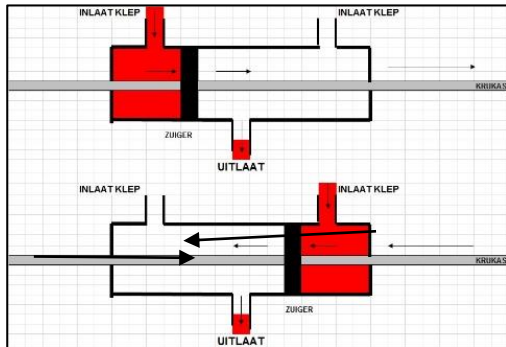 INLAAT KLEP INLAAT KLEP
KRUKAS
ZUIGER
UITLAAT
INLAAT KLEP INLAAT KLEP
KRUKAS
ZUIGER
UITLAAT